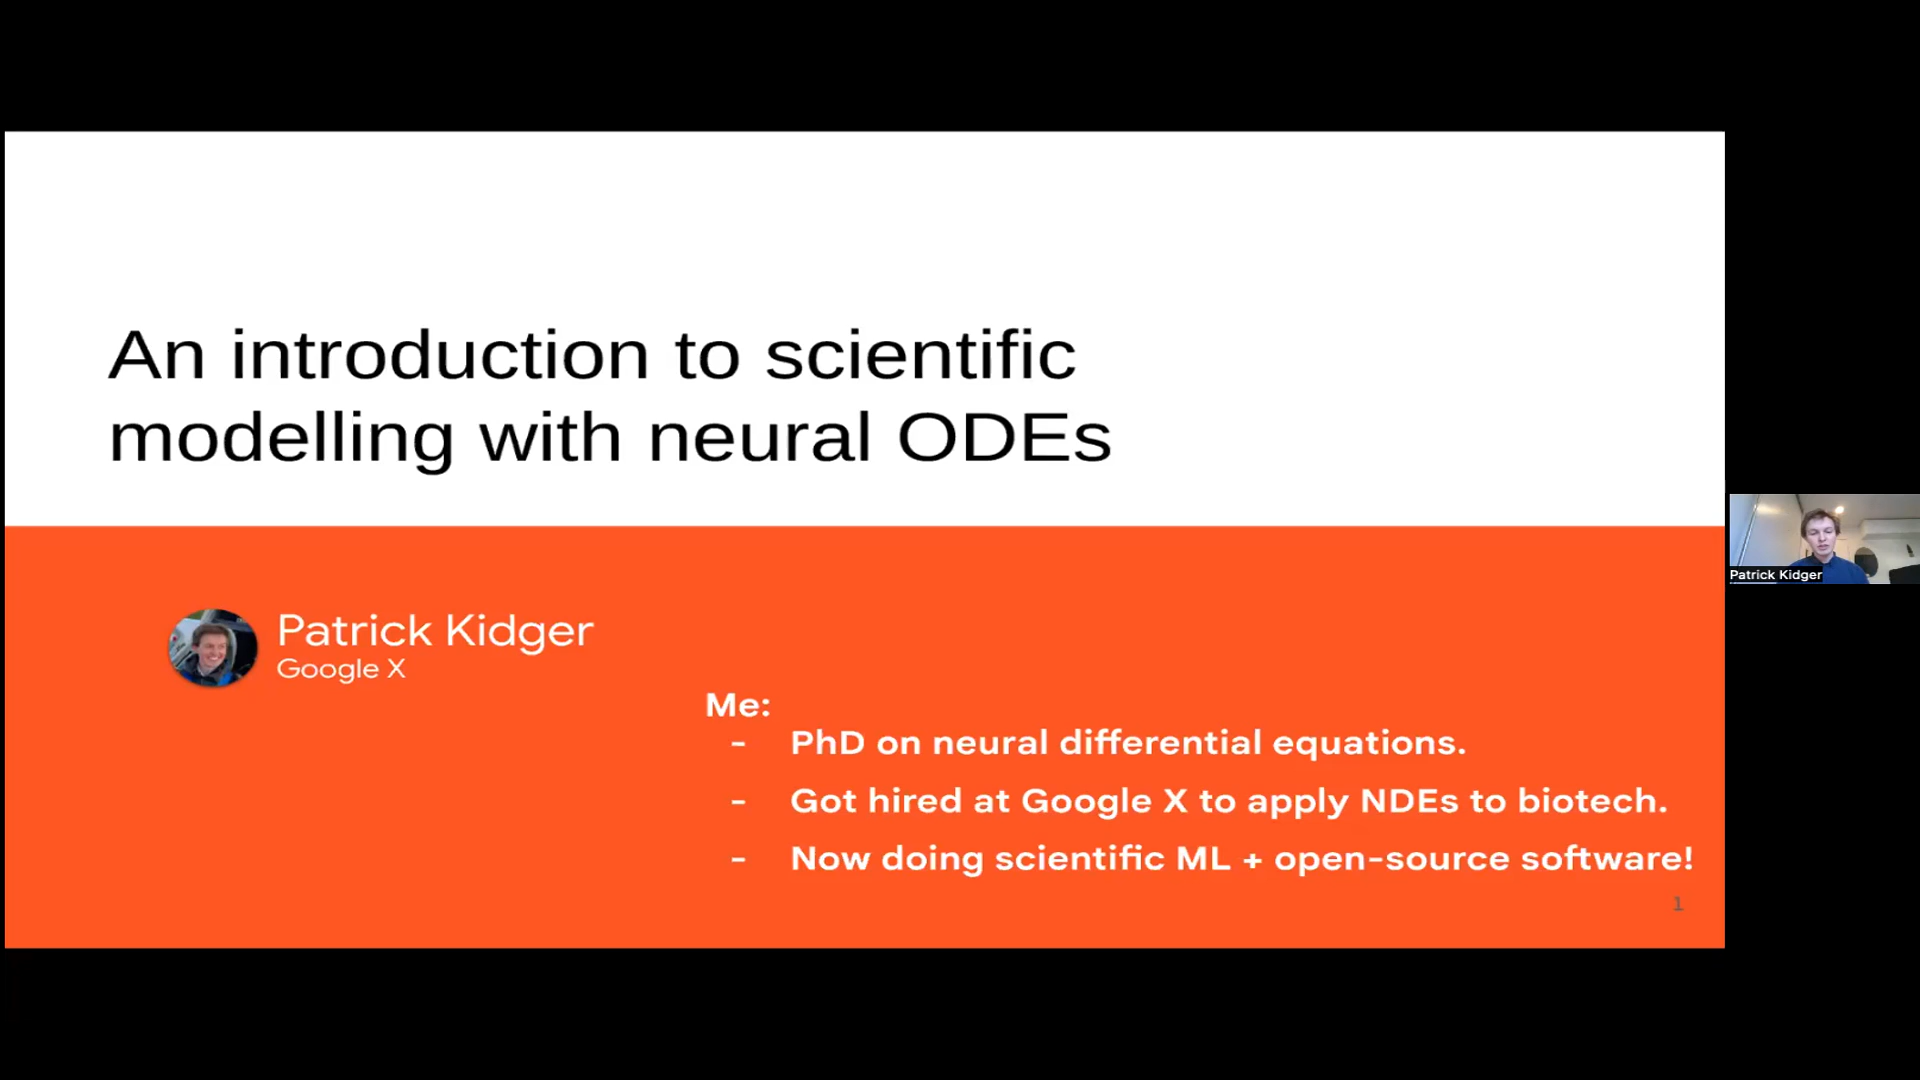 An introduction to scientific
modelling with neural ODEs
Patrick Kidger
Google X
Me:
- PhD on neural differential equations.
- Got hired at Google X to apply NDEs to biotech.
- Now doing scientific ML + open-source software!
1
Patrick Kidger